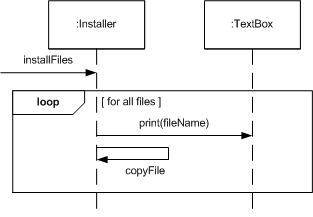 :Installer
:TextBox
installFiles
loop
[ for all files ]
print(fileName)
copyFile